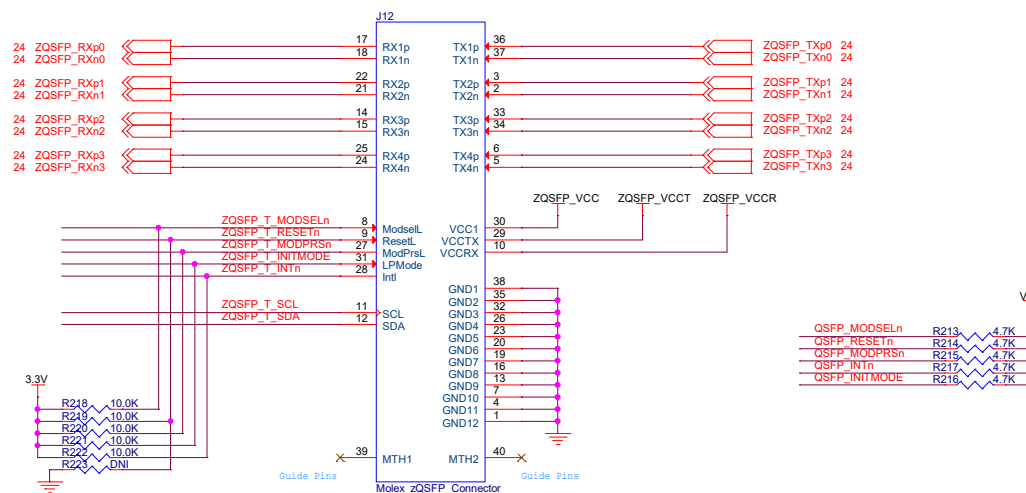 J12
24 ZQSFP_RXp0 17 RX1p TX1p 36 ZQSFP_TXp0 24
24 ZQSFP_RXn0 18 RX1n TX1n 37 ZQSFP_TXn0 24
24 ZQSFP_RXp1 22 RX2p TX2p 3 ZQSFP_TXp1 24
24 ZQSFP_RXn1 21 RX2n TX2n 2 ZQSFP_TXn1 24
24 ZQSFP_RXp2 14 RX3p TX3p 33 ZQSFP_TXp2 24
24 ZQSFP_RXn2 15 RX3n TX3n 34 ZQSFP_TXn2 24
24 ZQSFP_RXp3 25 RX4p TX4p 6 ZQSFP_TXp3 24
24 ZQSFP_RXn3 24 RX4n TX4n 5 ZQSFP_TXn3 24
ZQSFP_VCC ZQSFP_VCCT ZQSFP_VCCR
ZQSFP_T_MODSELn 8 ModselL VCC1 30
ZQSFP_T_RESETn 9 ResetL VCCTX 29
ZQSFP_T_MODPRSn 27 ModPrsL VCCRX 10
ZQSFP_T_INITMODE 31 LPMode
ZQSFP_T_INTn 28 Intl
GND1 38
GND2 35
ZQSFP_T_SCL 11 SCL GND3 32
ZQSFP_T_SDA 12 SDA GND4 26
GND5 23
GND6 20
GND7 19
GND8 16
GND9 13
GND10 7
GND11 4
GND12 1
V
QSFP_MODSELn R213 4.7K
QSFP_RESETn R214 4.7K
QSFP_MODPRSn R215 4.7K
QSFP_INTn R217 4.7K
QSFP_INITMODE R216 4.7K
3.3V
R218 10.0K
R219 10.0K
R220 10.0K
R221 10.0K
R222 10.0K
R223 DNI
39 MTH1 MTH2 40
Guide Pins Guide Pins
Molex zQSFP Connector